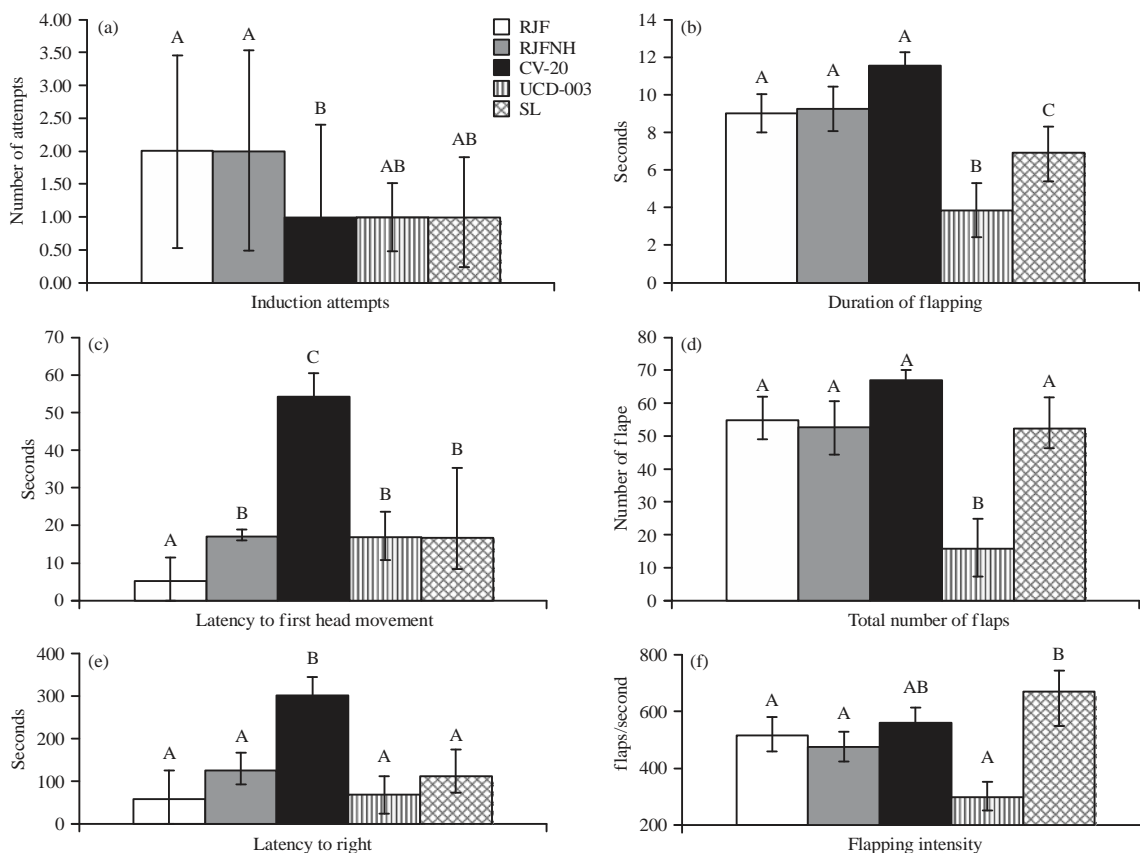 (a)
4.00
3.50
3.00
2.50
2.00
1.50
1.00
0.50
0.00
Number of attempts
A
A
B
AB
AB
RJF
RJFNH
CV-20
UCD-003
SL
Induction attempts
(b)
14
12
10
8
6
4
2
0
Seconds
A
A
A
B
C
Duration of flapping
(c)
70
60
50
40
30
20
10
0
Seconds
A
B
C
B
B
Latency to first head movement
(d)
80
70
60
50
40
30
20
10
0
Number of flape
A
A
A
B
A
Total number of flaps
(e)
400
300
200
100
0
Seconds
A
A
B
A
A
Latency to right
(f)
800
600
400
200
flaps/second
A
A
AB
A
B
Flapping intensity